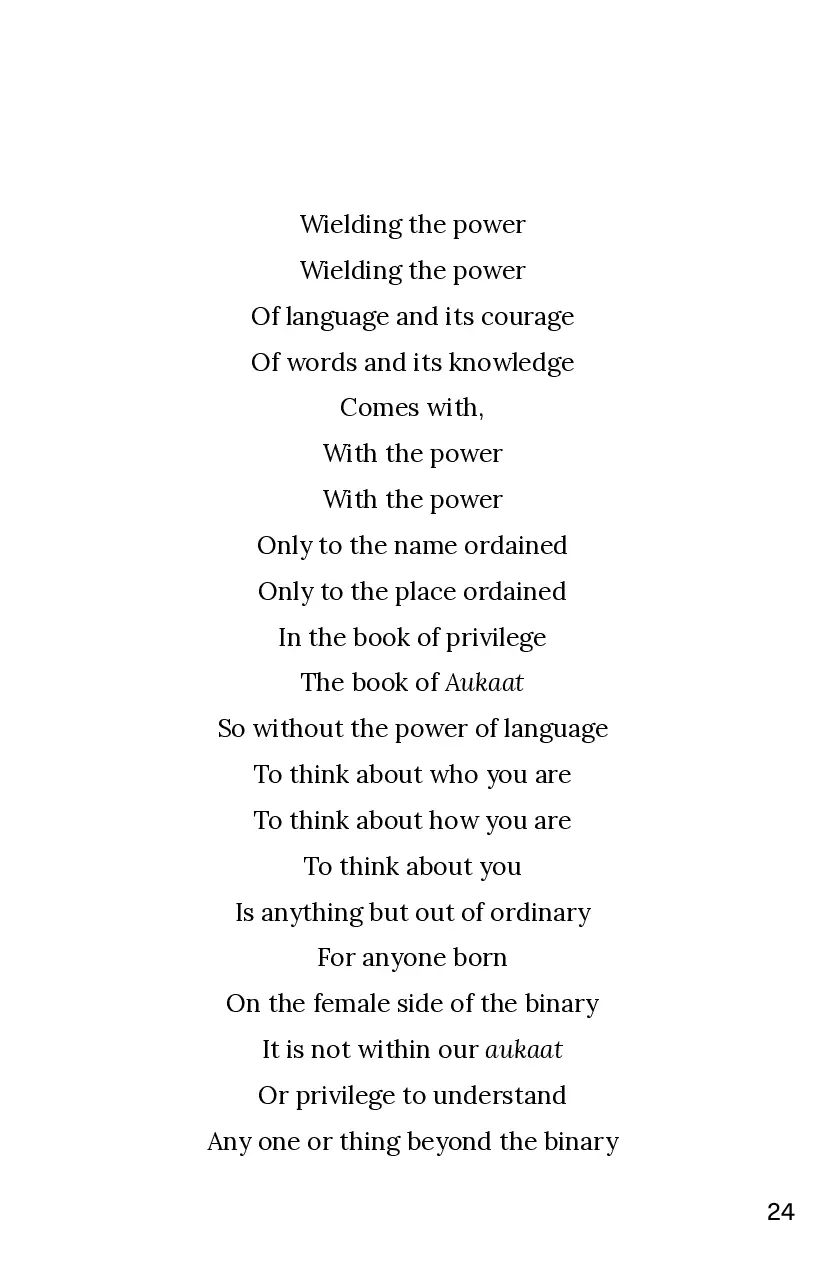 Wielding the power
Wielding the power
Of language and its courage
Of words and its knowledge
Comes with,
With the power
With the power
Only to the name ordained
Only to the place ordained
In the book of privilege
The book of Aukaat
So without the power of language
To think about who you are
To think about how you are
To think about you
Is anything but out of ordinary
For anyone born
On the female side of the binary
It is not within our aukaat
Or privilege to understand
Any one or thing beyond the binary
24